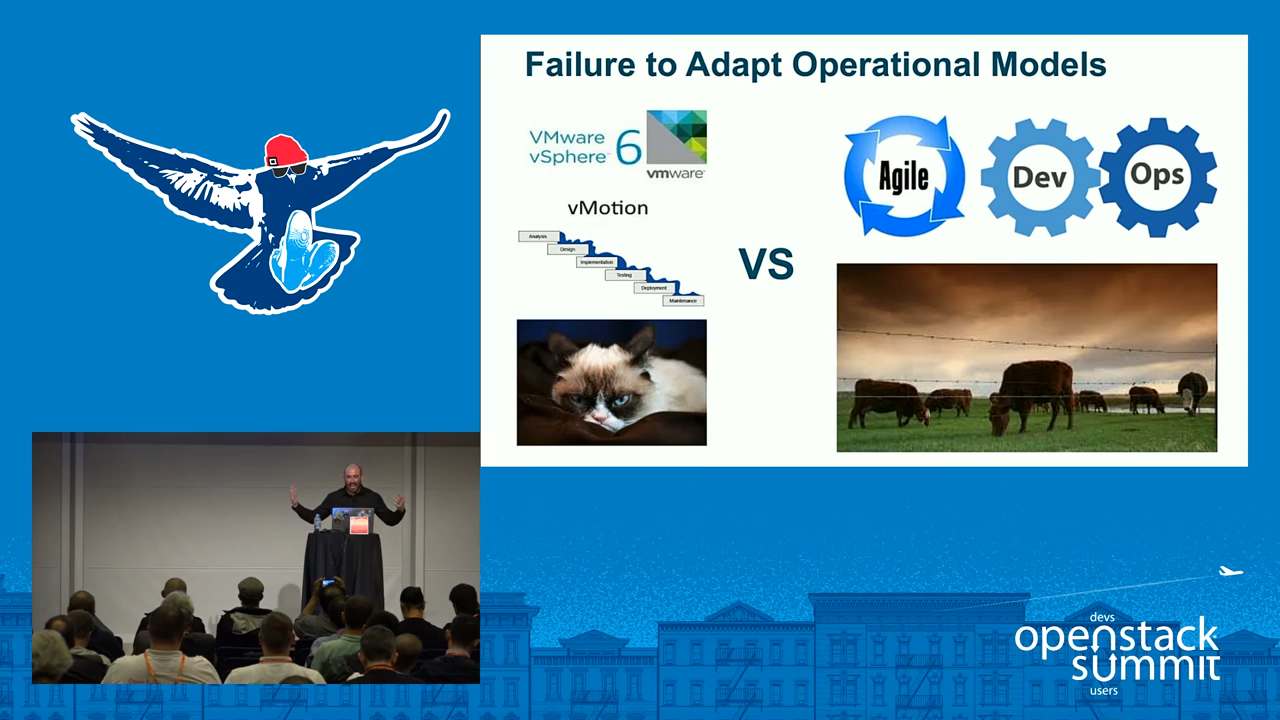 Failure to Adapt Operational Models
VMware
vSphere™ 6
vmware®
vMotion
Analysis
Design
Implementation
Testing
Deployment
Maintenance
VS
Agile
Dev
Ops
devs
openstack
summit
users